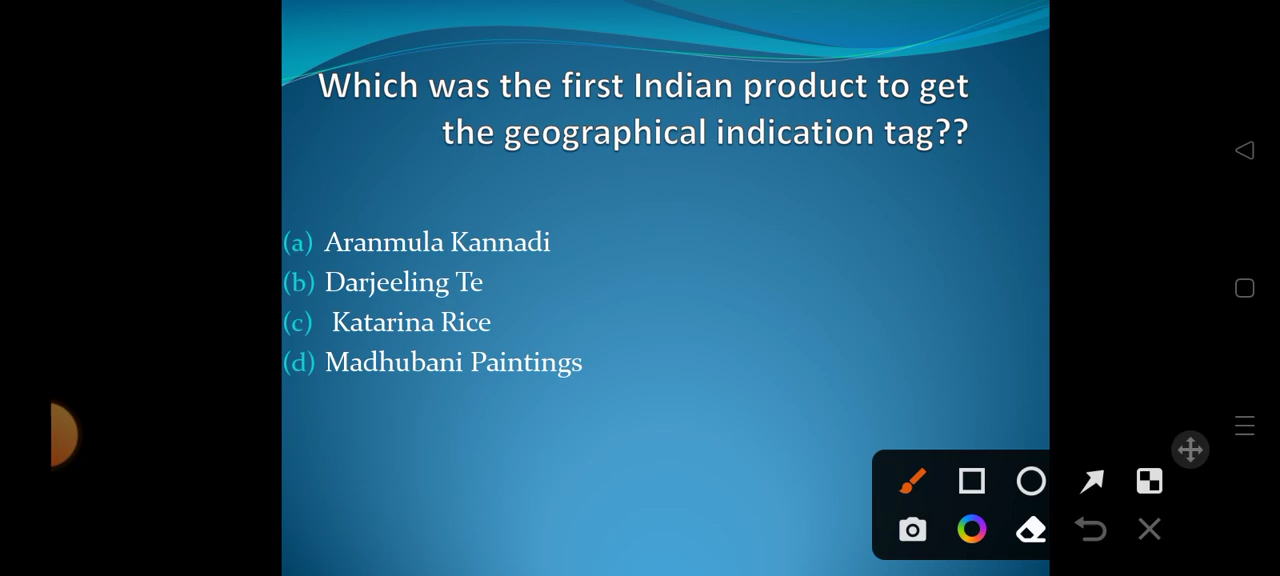 Which was the first Indian product to get
the geographical indication tag??
(a) Aranmula Kannadi
(b) Darjeeling Te
(c) Katarina Rice
(d) Madhubani Paintings